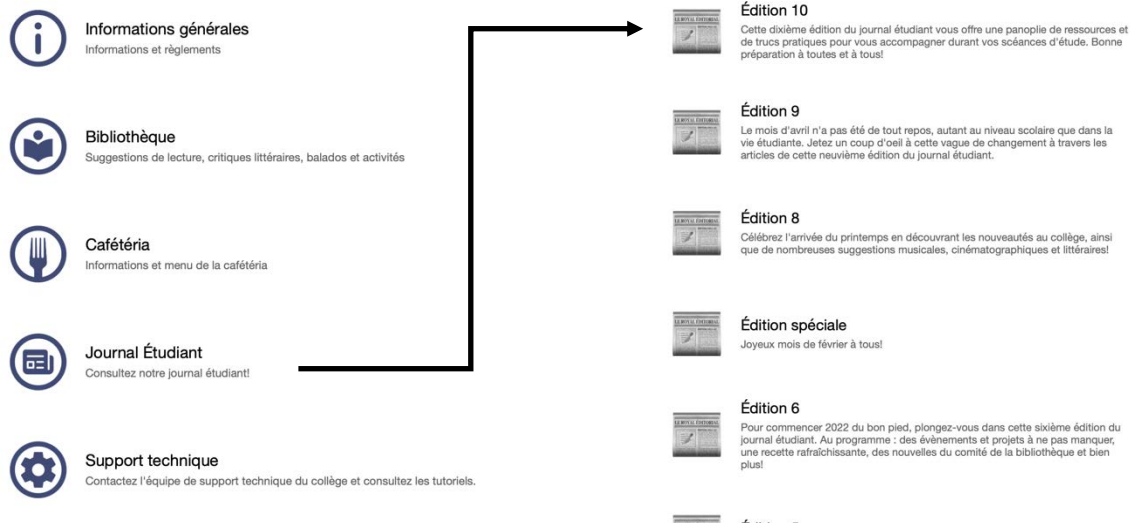 Informations générales
Informations et règlements
Bibliothèque
Suggestions de lecture, critiques littéraires, balados et activités
Cafétéria
Informations et menu de la cafétéria
Journal Étudiant
Consultez notre journal étudiant!
Support technique
Contactez l'équipe de support technique du collège et consultez les tutoriels.
Édition 10
Cette dixième édition du journal étudiant vous offre une panoplie de ressources et
de trucs pratiques pour vous accompagner durant vos scéances d'étude. Bonne
préparation à toutes et à tous!
Édition 9
Le mois d'avril n'a pas été de tout repos, autant au niveau scolaire que dans la
vie étudiante. Jetez un coup d'oeil à cette vague de changement à travers les
articles de cette neuvième édition du journal étudiant.
Édition 8
Célébrez l'arrivée du printemps en découvrant les nouveautés au collège, ainsi
que de nombreuses suggestions musicales, cinématographiques et littéraires!
Édition spéciale
Joyeux mois de février à tous!
Édition 6
Pour commencer 2022 du bon pied, plongez-vous dans cette sixième édition du
journal étudiant. Au programme : des évènements et projets à ne pas manquer,
une recette rafraîchissante, des nouvelles du comité de la bibliothèque et bien
plus!